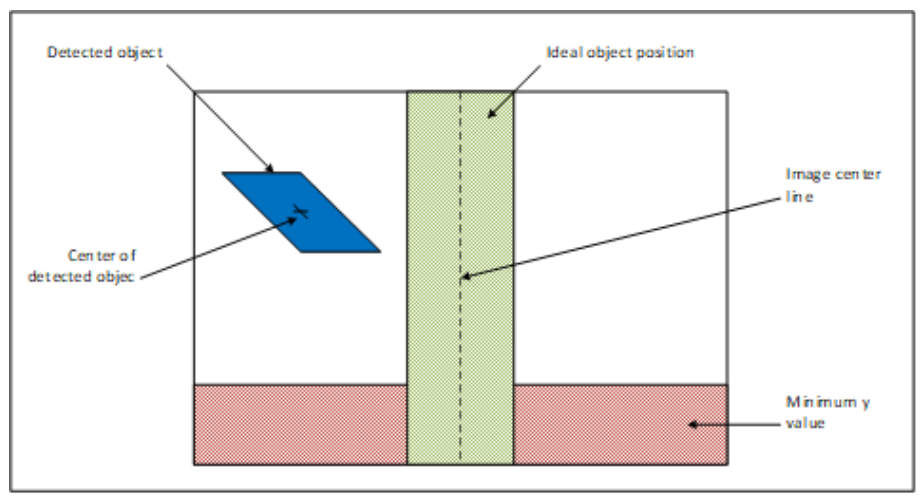 Detected object
Ideal object position
Image center
line
Center of
detected objec
Minimum y
value